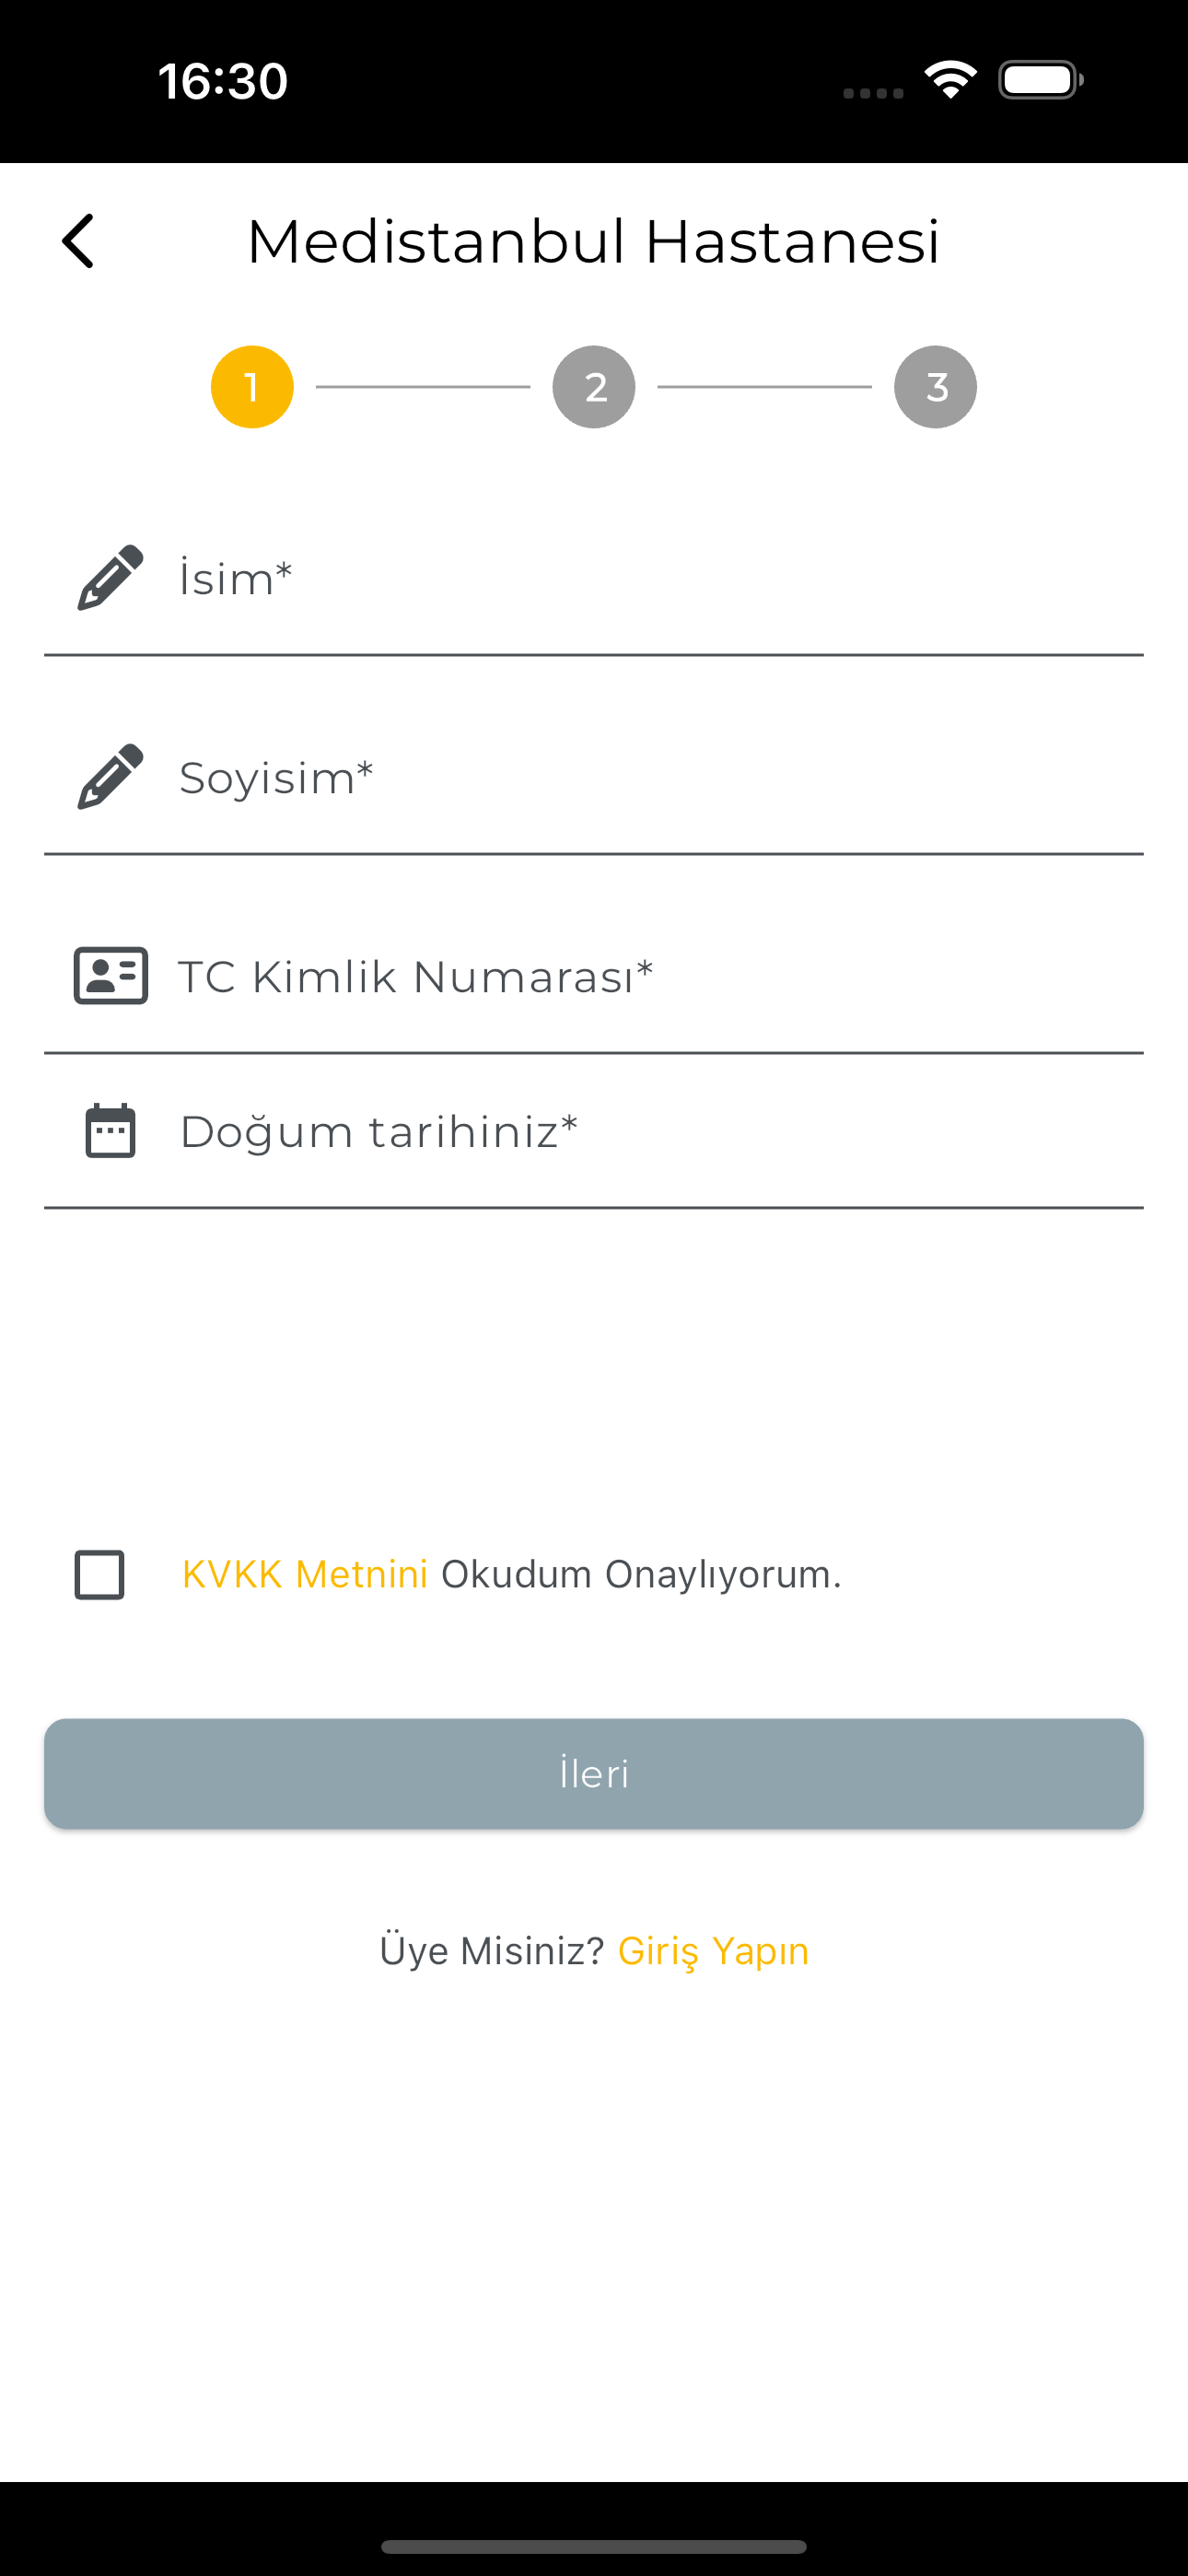 16:30
Medistanbul Hastanesi
1 2 3
İsim*
Soyisim*
TC Kimlik Numarası*
Doğum tarihiniz*
KVKK Metnini Okudum Onaylıyorum.
İleri
Üye Misiniz? Giriş Yapın